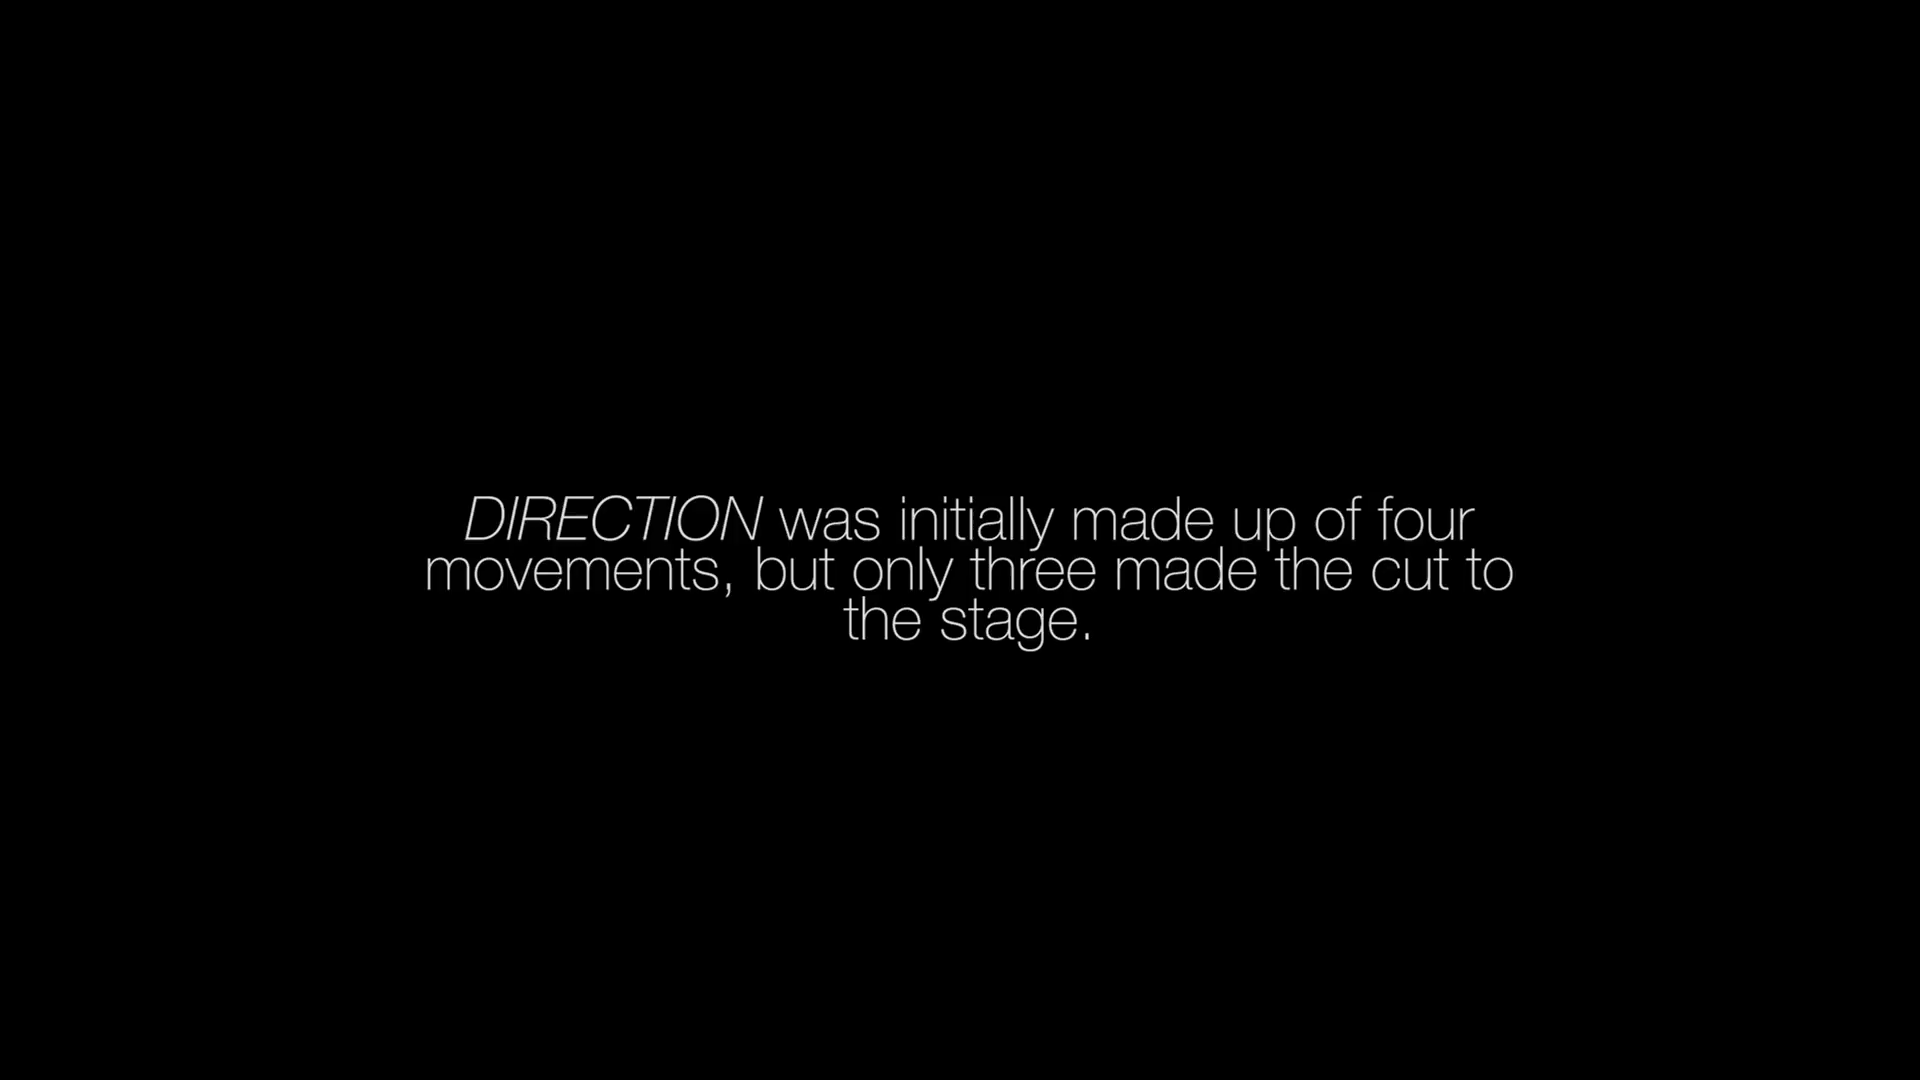 DIRECTION was initially made up of four
movements, but only three made the cut to
the stage.